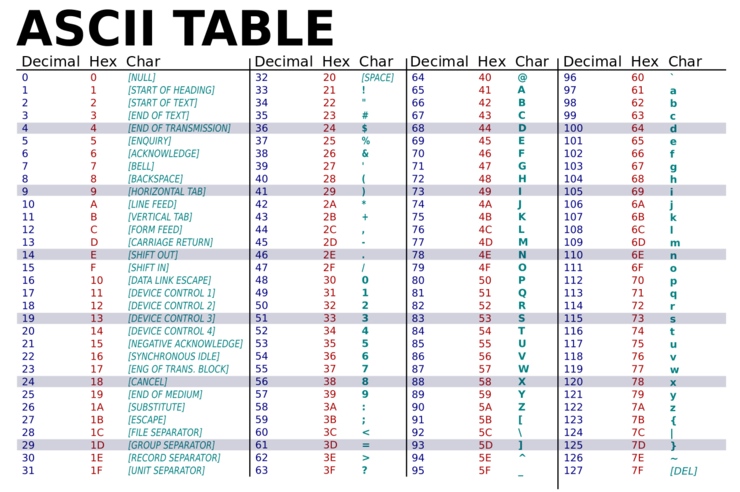 ASCII TABLE
Decimal Hex Char Decimal Hex Char Decimal Hex Char Decimal Hex Char
0 0 [NULL] 32 20 [SPACE] 64 40 @ 96 60 `
1 1 [START OF HEADING] 33 21 ! 65 41 A 97 61 a
2 2 [START OF TEXT] 34 22 " 66 42 B 98 62 b
3 3 [END OF TEXT] 35 23 # 67 43 C 99 63 c
4 4 [END OF TRANSMISSION] 36 24 $ 68 44 D 100 64 d
5 5 [ENQUIRY] 37 25 % 69 45 E 101 65 e
6 6 [ACKNOWLEDGE] 38 26 & 70 46 F 102 66 f
7 7 [BELL] 39 27 ' 71 47 G 103 67 g
8 8 [BACKSPACE] 40 28 ( 72 48 H 104 68 h
9 9 [HORIZONTAL TAB] 41 29 ) 73 49 I 105 69 i
10 A [LINE FEED] 42 2A * 74 4A J 106 6A j
11 B [VERTICAL TAB] 43 2B + 75 4B K 107 6B k
12 C [FORM FEED] 44 2C , 76 4C L 108 6C l
13 D [CARRIAGE RETURN] 45 2D - 77 4D M 109 6D m
14 E [SHIFT OUT] 46 2E . 78 4E N 110 6E n
15 F [SHIFT IN] 47 2F / 79 4F O 111 6F o
16 10 [DATA LINK ESCAPE] 48 30 0 80 50 P 112 70 p
17 11 [DEVICE CONTROL 1] 49 31 1 81 51 Q 113 71 q
18 12 [DEVICE CONTROL 2] 50 32 2 82 52 R 114 72 r
19 13 [DEVICE CONTROL 3] 51 33 3 83 53 S 115 73 s
20 14 [DEVICE CONTROL 4] 52 34 4 84 54 T 116 74 t
21 15 [NEGATIVE ACKNOWLEDGE] 53 35 5 85 55 U 117 75 u
22 16 [SYNCHRONOUS IDLE] 54 36 6 86 56 V 118 76 v
23 17 [ENG OF TRANS. BLOCK] 55 37 7 87 57 W 119 77 w
24 18 [CANCEL] 56 38 8 88 58 X 120 78 x
25 19 [END OF MEDIUM] 57 39 9 89 59 Y 121 79 y
26 1A [SUBSTITUTE] 58 3A : 90 5A Z 122 7A z
27 1B [ESCAPE] 59 3B ; 91 5B [ 123 7B {
28 1C [FILE SEPARATOR] 60 3C < 92 5C \ 124 7C |
29 1D [GROUP SEPARATOR] 61 3D = 93 5D ] 125 7D }
30 1E [RECORD SEPARATOR] 62 3E > 94 5E ^ 126 7E ~
31 1F [UNIT SEPARATOR] 63 3F ? 95 5F _ 127 7F [DEL]